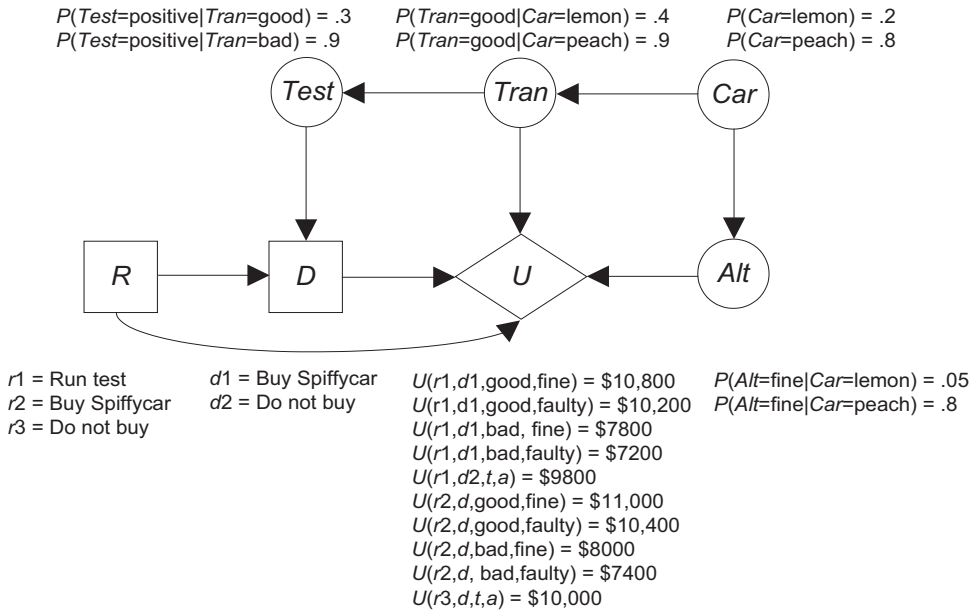 P(Test=positive|Tran=good) = .3
P(Test=positive|Tran=bad) = .9
P(Tran=good|Car=lemon) = .4
P(Tran=good|Car=peach) = .9
P(Car=lemon) = .2
P(Car=peach) = .8
Test
Tran
Car
R
D
U
Alt
r1 = Run test
r2 = Buy Spiffycar
r3 = Do not buy
d1 = Buy Spiffycar
d2 = Do not buy
U(r1,d1,good,fine) = $10,800
U(r1,d1,good,faulty) = $10,200
U(r1,d1,bad, fine) = $7800
U(r1,d1,bad,faulty) = $7200
U(r1,d2,t,a) = $9800
U(r2,d,good,fine) = $11,000
U(r2,d,good,faulty) = $10,400
U(r2,d,bad,fine) = $8000
U(r2,d, bad,faulty) = $7400
U(r3,d,t,a) = $10,000
P(Alt=fine|Car=lemon) = .05
P(Alt=fine|Car=peach) = .8